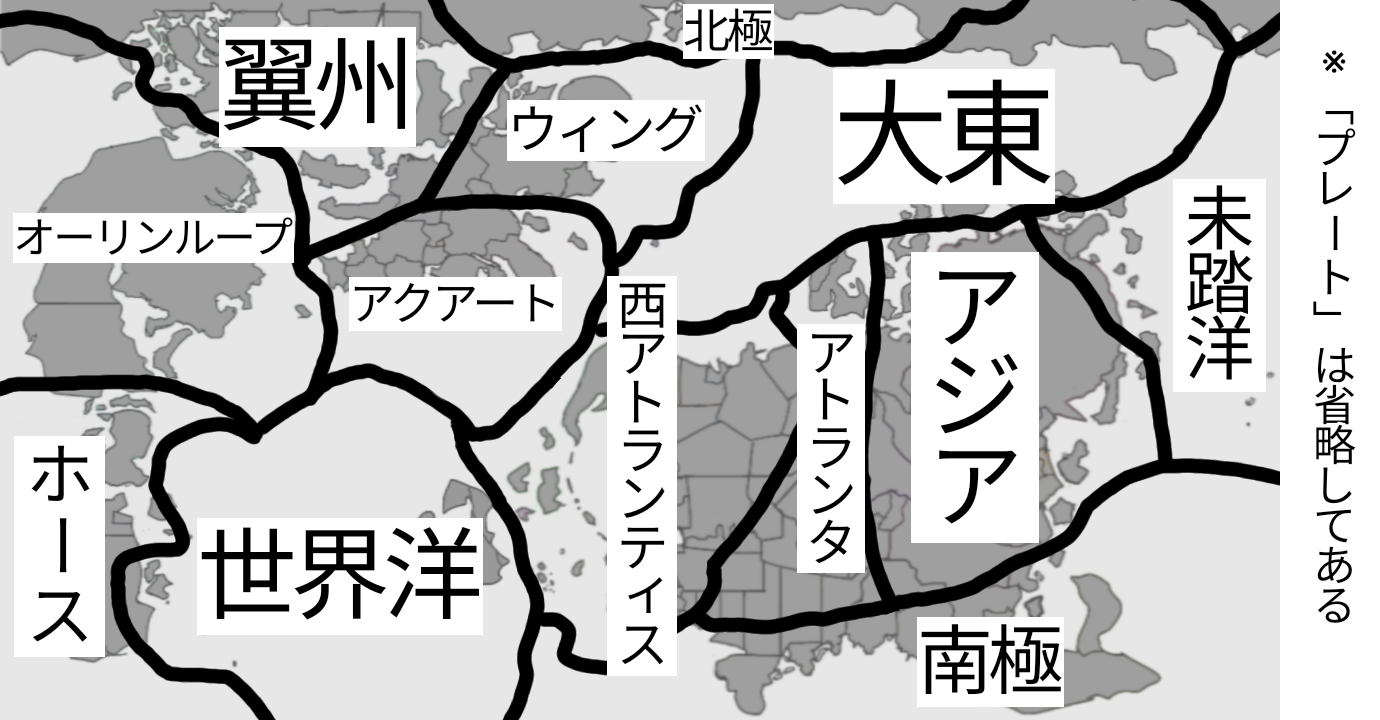 北極
翼州
ウィング
大東
オーリンループ
アクアート
西アトランティス
アトランタ
アジア
未踏洋
ホース
世界洋
南極
※「プレート」は省略してある